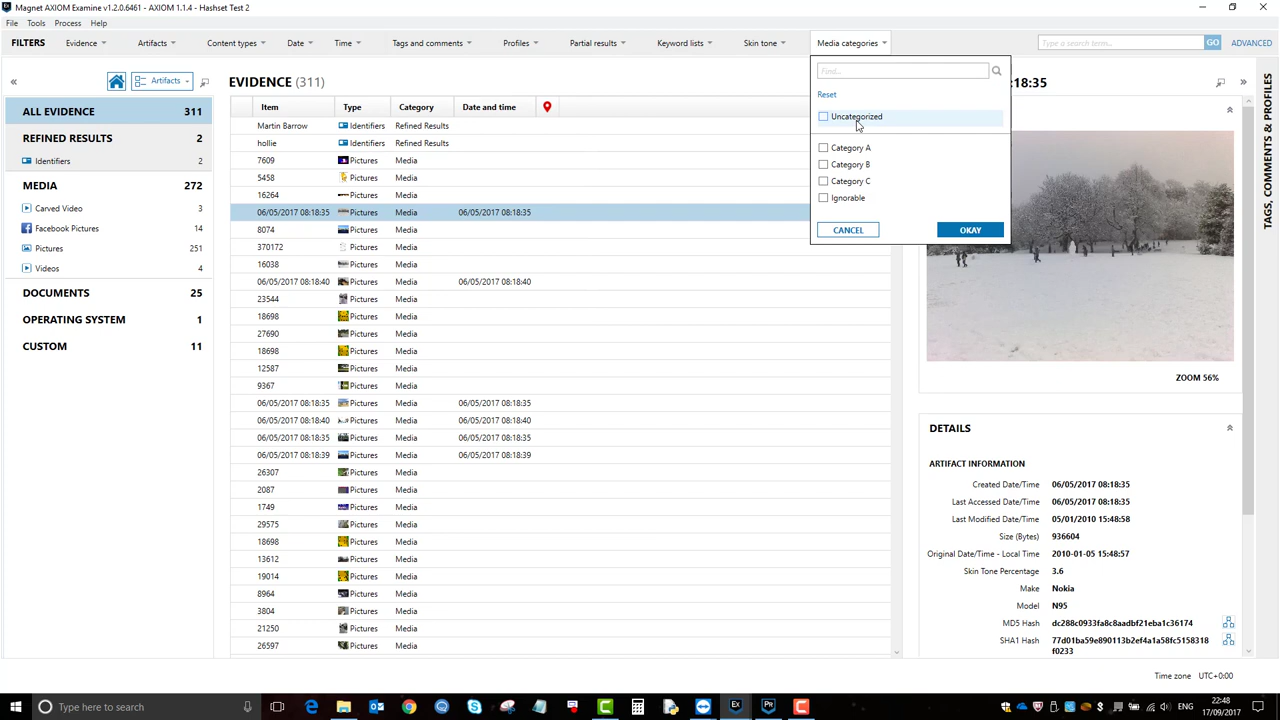 Magnet AXIOM Examine v1.2.0.6461 - AXIOM 1.1.4 - Hashset Test 2
File Tools Process Help
FILTERS Evidence Artifacts Content types Date Time Tags and comments Profiles Partial results Keyword lists Skin tone Media categories Type a search term... GO ADVANCED
Artifacts
ALL EVIDENCE 311
REFINED RESULTS 2
Identifiers 2
MEDIA 272
Carved Video 3
Facebook Pictures 14
Pictures 251
Videos 4
DOCUMENTS 25
OPERATING SYSTEM 1
CUSTOM 11
EVIDENCE (311)
Item Type Category Date and time
Martin Barrow Identifiers Refined Results
hollie Identifiers Refined Results
7609 Pictures Media
5458 Pictures Media
16264 Pictures Media
06/05/2017 08:18:35 Pictures Media 06/05/2017 08:18:35
8074 Pictures Media
370172 Pictures Media
16038 Pictures Media
06/05/2017 08:18:40 Pictures Media 06/05/2017 08:18:40
23544 Pictures Media
18698 Pictures Media
27690 Pictures Media
18698 Pictures Media
12587 Pictures Media
9367 Pictures Media
06/05/2017 08:18:35 Pictures Media 06/05/2017 08:18:35
06/05/2017 08:18:40 Pictures Media 06/05/2017 08:18:40
06/05/2017 08:18:35 Pictures Media 06/05/2017 08:18:35
06/05/2017 08:18:39 Pictures Media 06/05/2017 08:18:39
26307 Pictures Media
2087 Pictures Media
1749 Pictures Media
29575 Pictures Media
18698 Pictures Media
13612 Pictures Media
19014 Pictures Media
8964 Pictures Media
3804 Pictures Media
21250 Pictures Media
26597 Pictures Media
Find...
Reset
Uncategorized
Category A
Category B
Category C
Ignorable
CANCEL OKAY
18:35
ZOOM 56%
DETAILS
ARTIFACT INFORMATION
Created Date/Time 06/05/2017 08:18:35
Last Accessed Date/Time 06/05/2017 08:18:35
Last Modified Date/Time 05/01/2010 15:48:58
Size (Bytes) 936604
Original Date/Time - Local Time 2010-01-05 15:48:57
Skin Tone Percentage 3.6
Make Nokia
Model N95
MD5 Hash dc288c0933fa8c8aadbf21eba1c36174
SHA1 Hash 77d01ba59e890113b2ef4a1a58fc5158318
f0233
TAGS, COMMENTS & PROFILES
Time zone UTC+0:00
Type here to search
ENG
22:48
17/09/2017